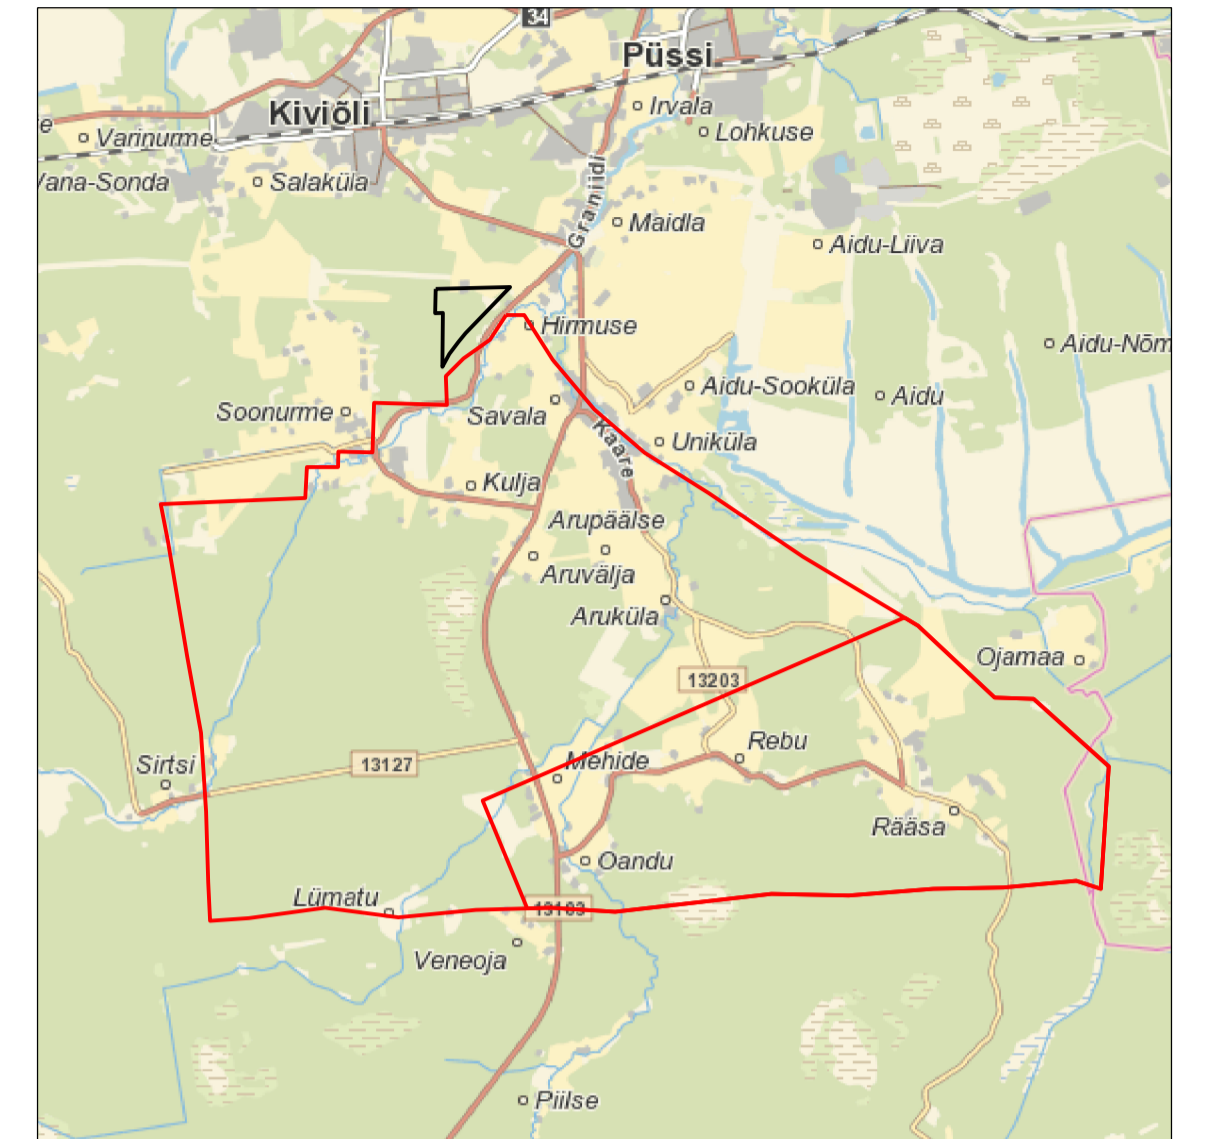 34
Püssi
Kiviõli
Irvala
e
Varinurme
Lohkuse
Vana-Sonda
Salaküla
Graniidi
Maidla
Aidu-Liiva
Hirmuse
Aidu-Nõm
Aidu-Sooküla
Aidu
Soonurme
Savala
Kaare
Uniküla
Kulja
Arupäälse
Aruvälja
Aruküla
Ojamaa
13203
Rebu
Sirtsi
13127
Mehide
Rääsa
Oandu
Lümatu
13103
Veneoja
Piilse